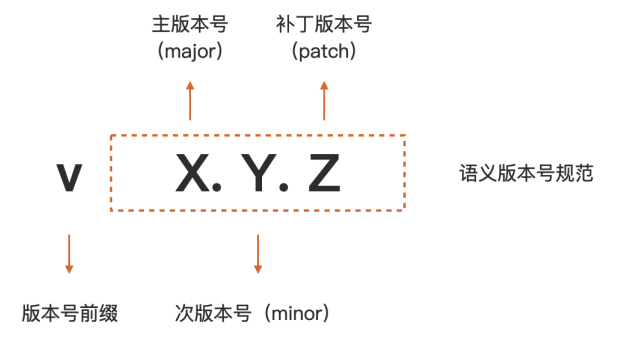 主版本号
（major）
补丁版本号
（patch）
v
X. Y. Z
语义版本号规范
版本号前缀
次版本号（minor）